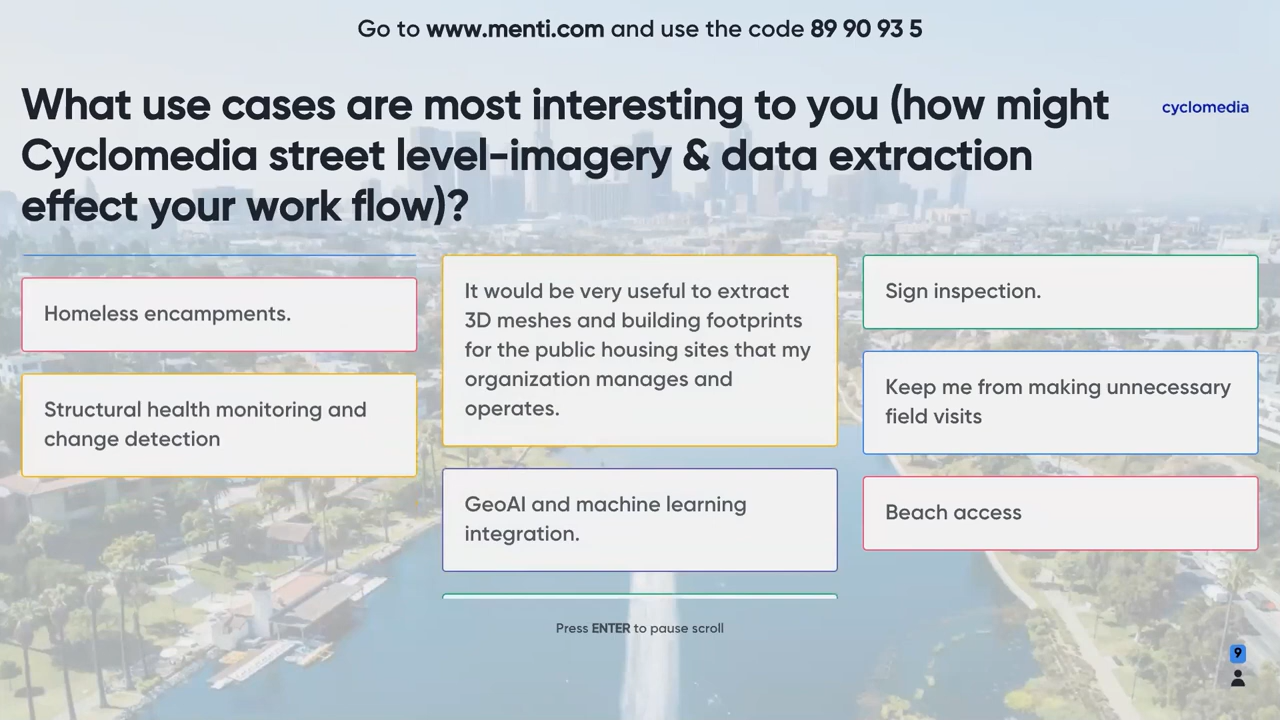 Go to www.menti.com and use the code 89 90 93 5
What use cases are most interesting to you (how might
Cyclomedia street level-imagery & data extraction
effect your work flow)?
cyclomedia
Homeless encampments.
Structural health monitoring and
change detection
It would be very useful to extract
3D meshes and building footprints
for the public housing sites that my
organization manages and
operates.
GeoAI and machine learning
integration.
Sign inspection.
Keep me from making unnecessary
field visits
Beach access
Press ENTER to pause scroll
9